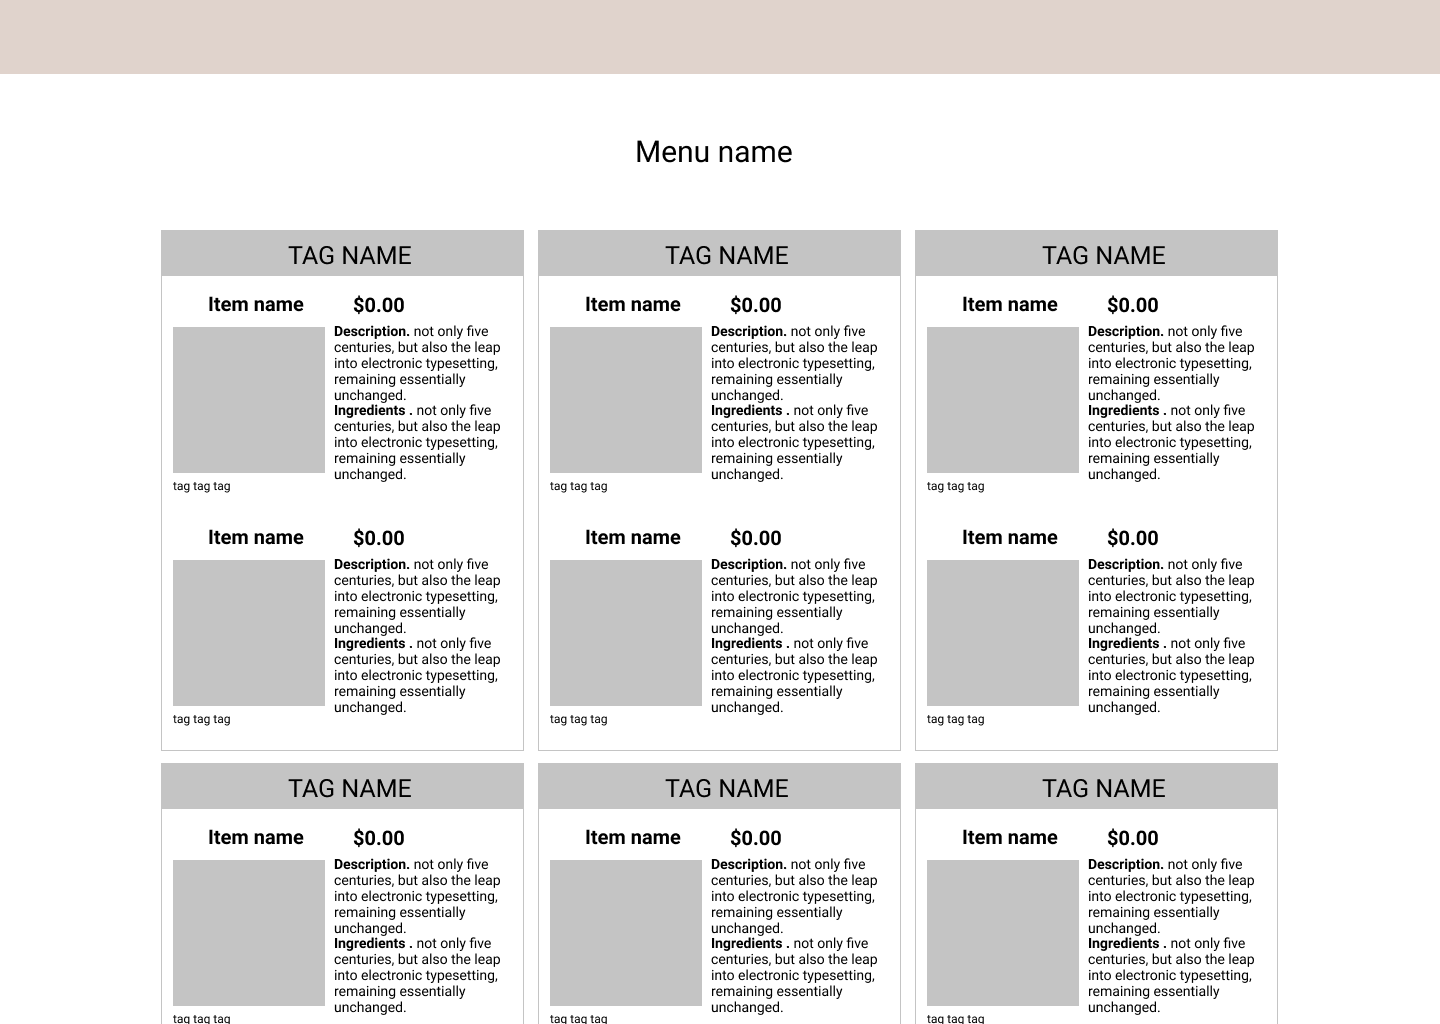 Menu name
TAG NAME
Item name $0.00
Description. not only five
centuries, but also the leap
into electronic typesetting,
remaining essentially
unchanged.
Ingredients . not only five
centuries, but also the leap
into electronic typesetting,
remaining essentially
unchanged.
tag tag tag
Item name $0.00
Description. not only five
centuries, but also the leap
into electronic typesetting,
remaining essentially
unchanged.
Ingredients . not only five
centuries, but also the leap
into electronic typesetting,
remaining essentially
unchanged.
tag tag tag
TAG NAME
Item name $0.00
Description. not only five
centuries, but also the leap
into electronic typesetting,
remaining essentially
unchanged.
Ingredients . not only five
centuries, but also the leap
into electronic typesetting,
remaining essentially
unchanged.
tag tag tag
Item name $0.00
Description. not only five
centuries, but also the leap
into electronic typesetting,
remaining essentially
unchanged.
Ingredients . not only five
centuries, but also the leap
into electronic typesetting,
remaining essentially
unchanged.
tag tag tag
TAG NAME
Item name $0.00
Description. not only five
centuries, but also the leap
into electronic typesetting,
remaining essentially
unchanged.
Ingredients . not only five
centuries, but also the leap
into electronic typesetting,
remaining essentially
unchanged.
tag tag tag
Item name $0.00
Description. not only five
centuries, but also the leap
into electronic typesetting,
remaining essentially
unchanged.
Ingredients . not only five
centuries, but also the leap
into electronic typesetting,
remaining essentially
unchanged.
tag tag tag
TAG NAME
Item name $0.00
Description. not only five
centuries, but also the leap
into electronic typesetting,
remaining essentially
unchanged.
Ingredients . not only five
centuries, but also the leap
into electronic typesetting,
remaining essentially
unchanged.
tag tag tag
TAG NAME
Item name $0.00
Description. not only five
centuries, but also the leap
into electronic typesetting,
remaining essentially
unchanged.
Ingredients . not only five
centuries, but also the leap
into electronic typesetting,
remaining essentially
unchanged.
tag tag tag
TAG NAME
Item name $0.00
Description. not only five
centuries, but also the leap
into electronic typesetting,
remaining essentially
unchanged.
Ingredients . not only five
centuries, but also the leap
into electronic typesetting,
remaining essentially
unchanged.
tag tag tag